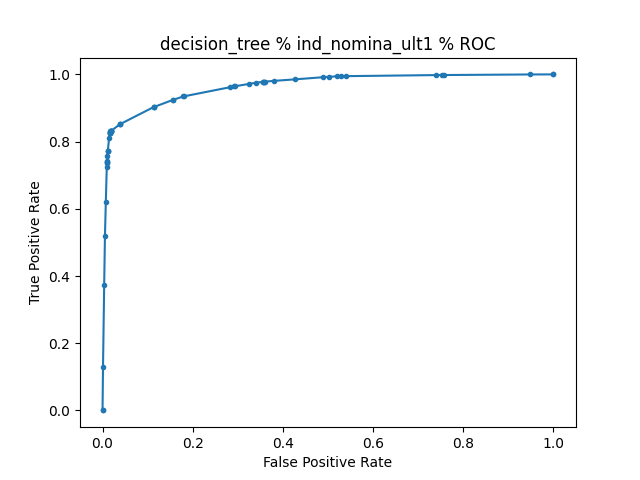 decision_tree % ind_nomina_ult1 % ROC
1.0
0.8
0.6
0.4
0.2
0.0
True Positive Rate
0.0 0.2 0.4 0.6 0.8 1.0
False Positive Rate